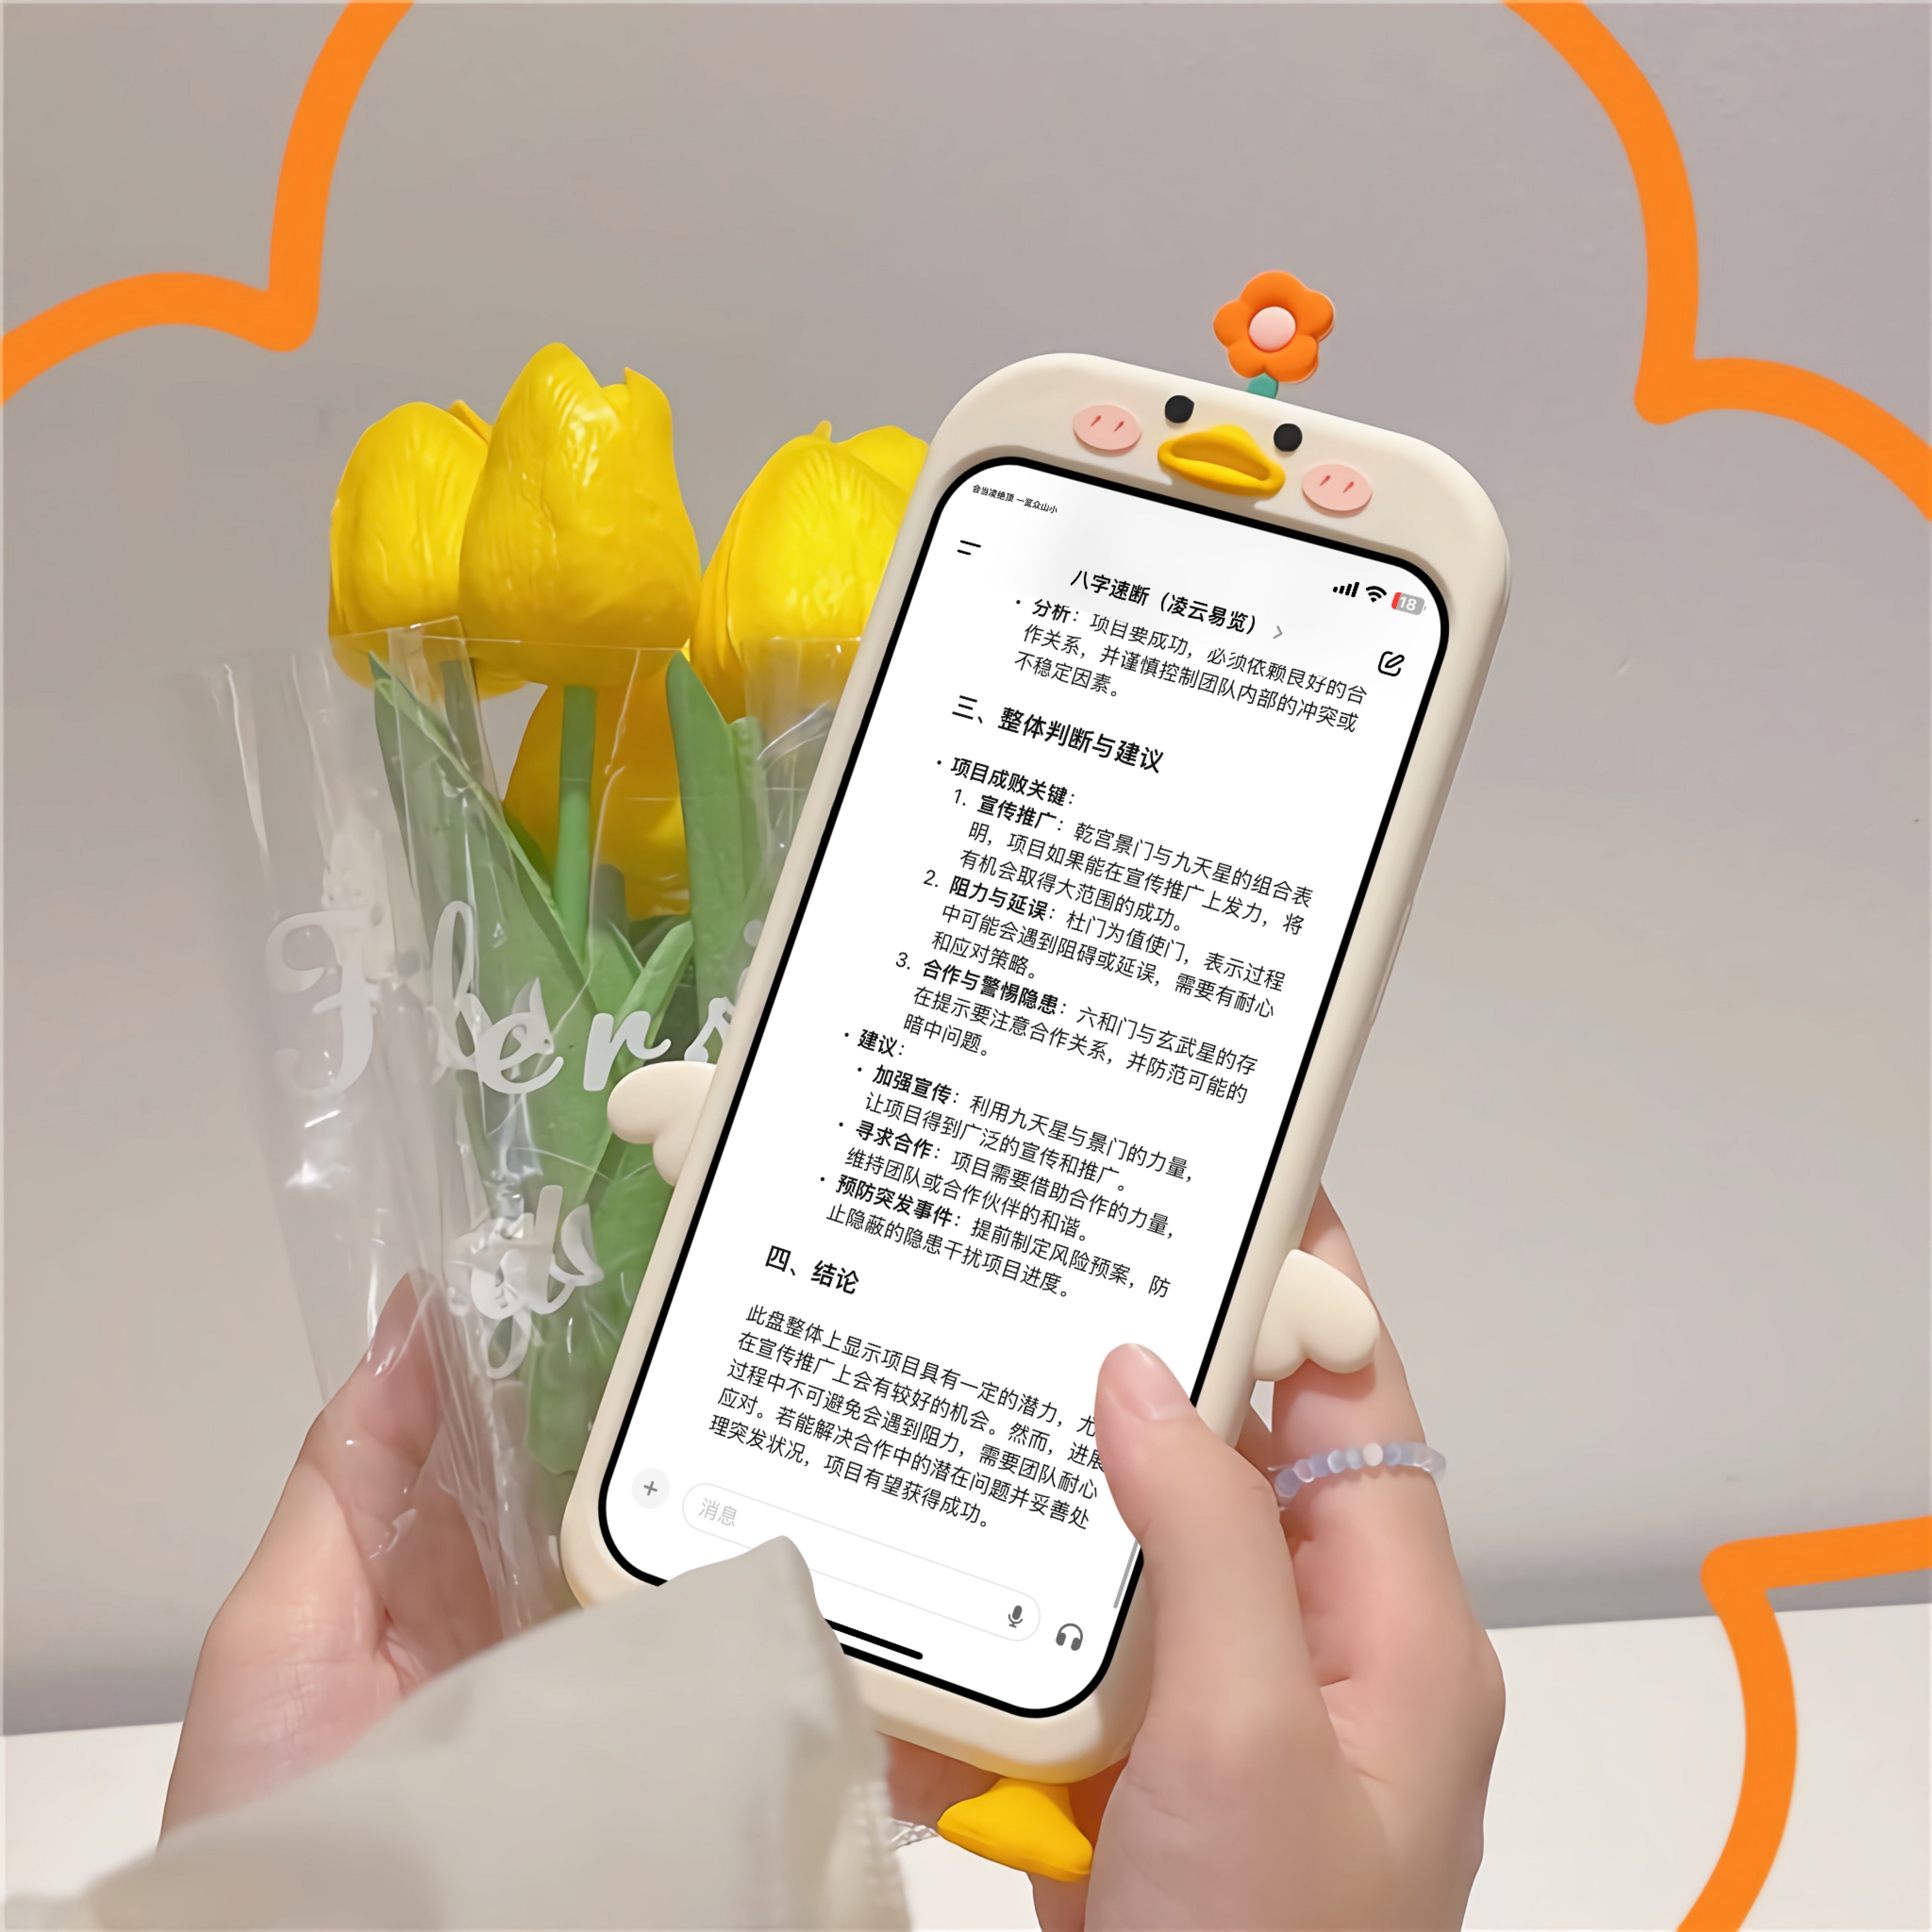 会当凌绝顶 一览众山小
18
八字速断（凌云易览）
• 分析：项目要成功，必须依赖良好的合
作关系，并谨慎控制团队内部的冲突或
不稳定因素。
三、整体判断与建议
• 项目成败关键：
1. 宣传推广：乾宫景门与九天星的组合表
明，项目如果能在宣传推广上发力，将
有机会取得大范围的成功。
2. 阻力与延误：杜门为值使门，表示过程
中可能会遇到阻碍或延误，需要有耐心
和应对策略。
3. 合作与警惕隐患：六和门与玄武星的存
在提示要注意合作关系，并防范可能的
暗中问题。
• 建议：
• 加强宣传：利用九天星与景门的力量，
让项目得到广泛的宣传和推广。
• 寻求合作：项目需要借助合作的力量，
维持团队或合作伙伴的和谐。
• 预防突发事件：提前制定风险预案，防
止隐蔽的隐患干扰项目进度。
四、结论
此盘整体上显示项目具有一定的潜力，尤
在宣传推广上会有较好的机会。然而，进展
过程中不可避免会遇到阻力，需要团队耐心
应对。若能解决合作中的潜在问题并妥善处
理突发状况，项目有望获得成功。
消息